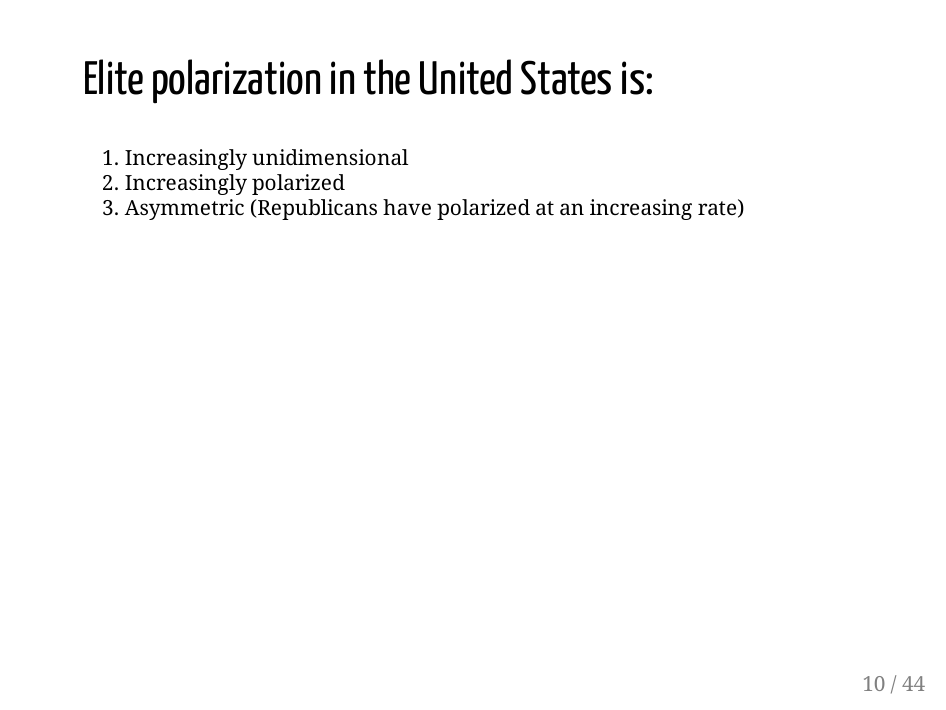 Elite polarization in the United States is:
1. Increasingly unidimensional
2. Increasingly polarized
3. Asymmetric (Republicans have polarized at an increasing rate)
10 / 44